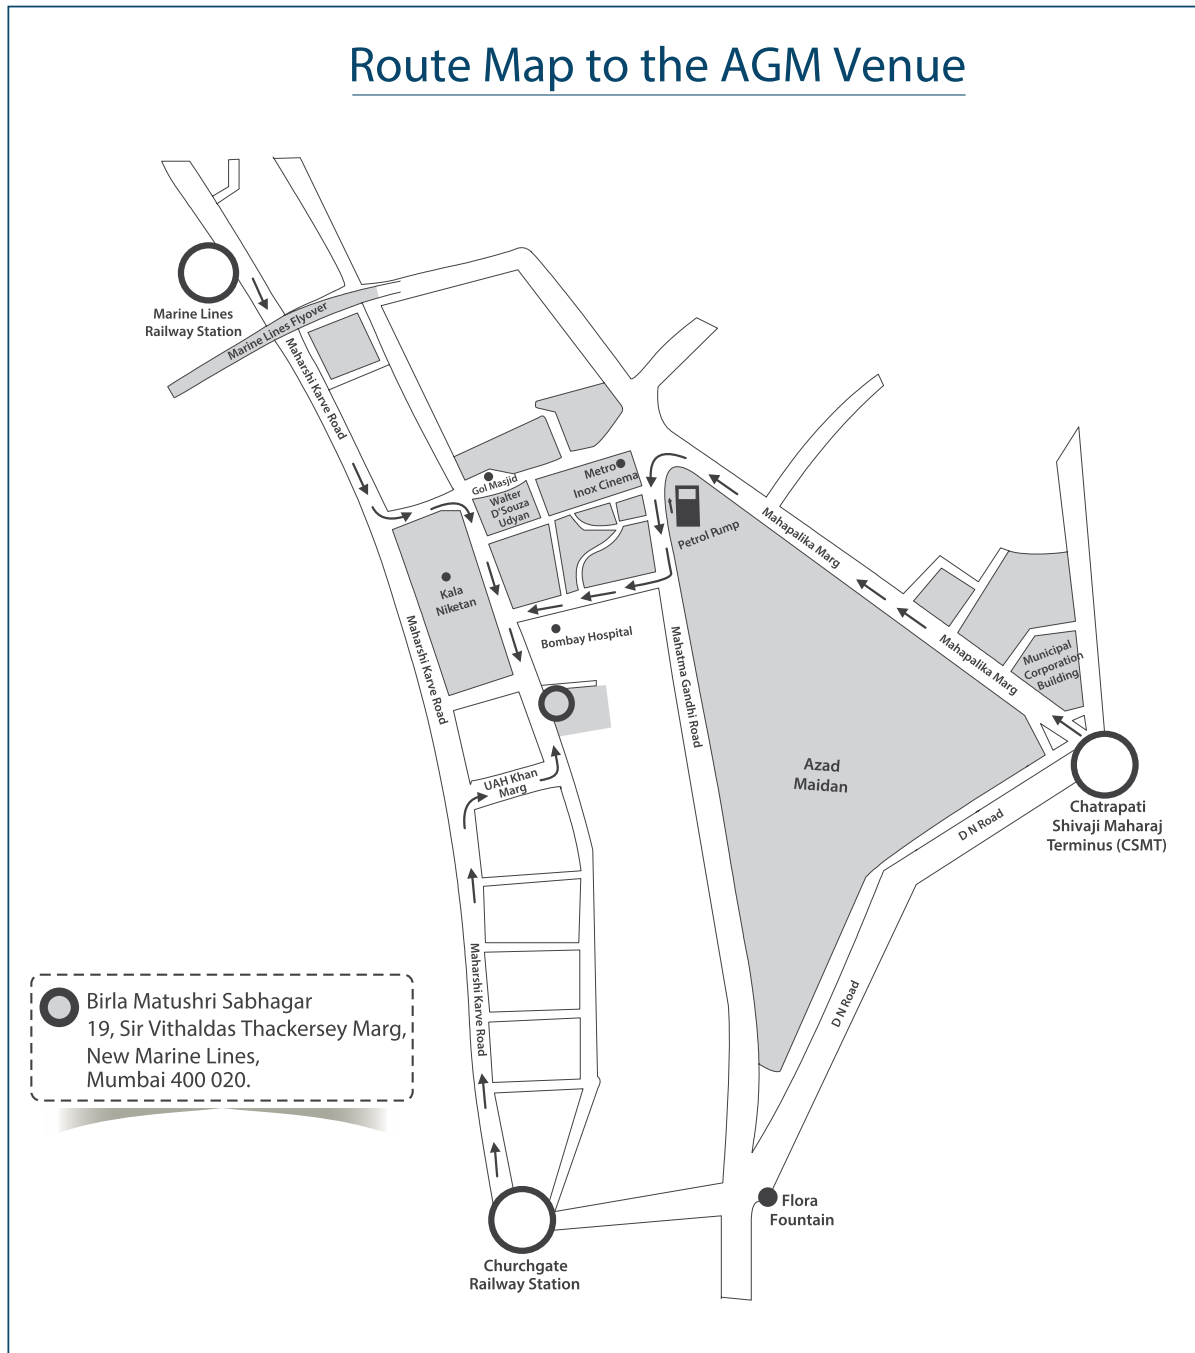 Route Map to the AGM Venue
Marine Lines
Railway Station
Marine Lines Flyover
Maharshi Karve Road
Gol Masjid
Walter
D'Souza
Udyan
Metro
Inox Cinema
Petrol Pump
Mahapalika Marg
Kala
Niketan
Maharshi Karve Road
Bombay Hospital
Mahatma Gandhi Road
Mahapalika Marg
Municipal
Corporation
Building
UAH Khan
Marg
Azad
Maidan
Chatrapati
Shivaji Maharaj
Terminus (CSMT)
D N Road
Maharshi Karve Road
D N Road
Birla Matushri Sabhagar
19, Sir Vithaldas Thackersey Marg,
New Marine Lines,
Mumbai 400 020.
Flora
Fountain
Churchgate
Railway Station